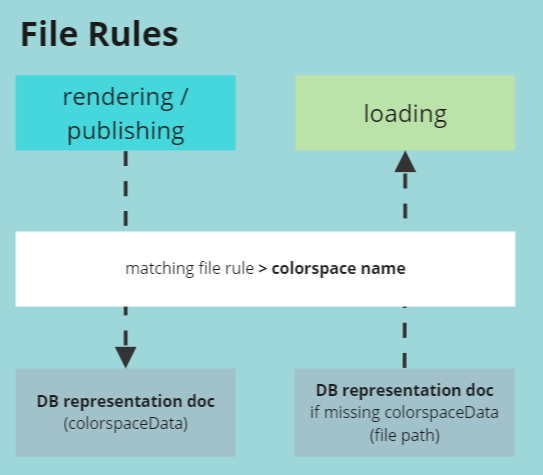 File Rules
rendering /
publishing
loading
matching file rule > colorspace name
DB representation doc
(colorspaceData)
DB representation doc
if missing colorspaceData
(file path)